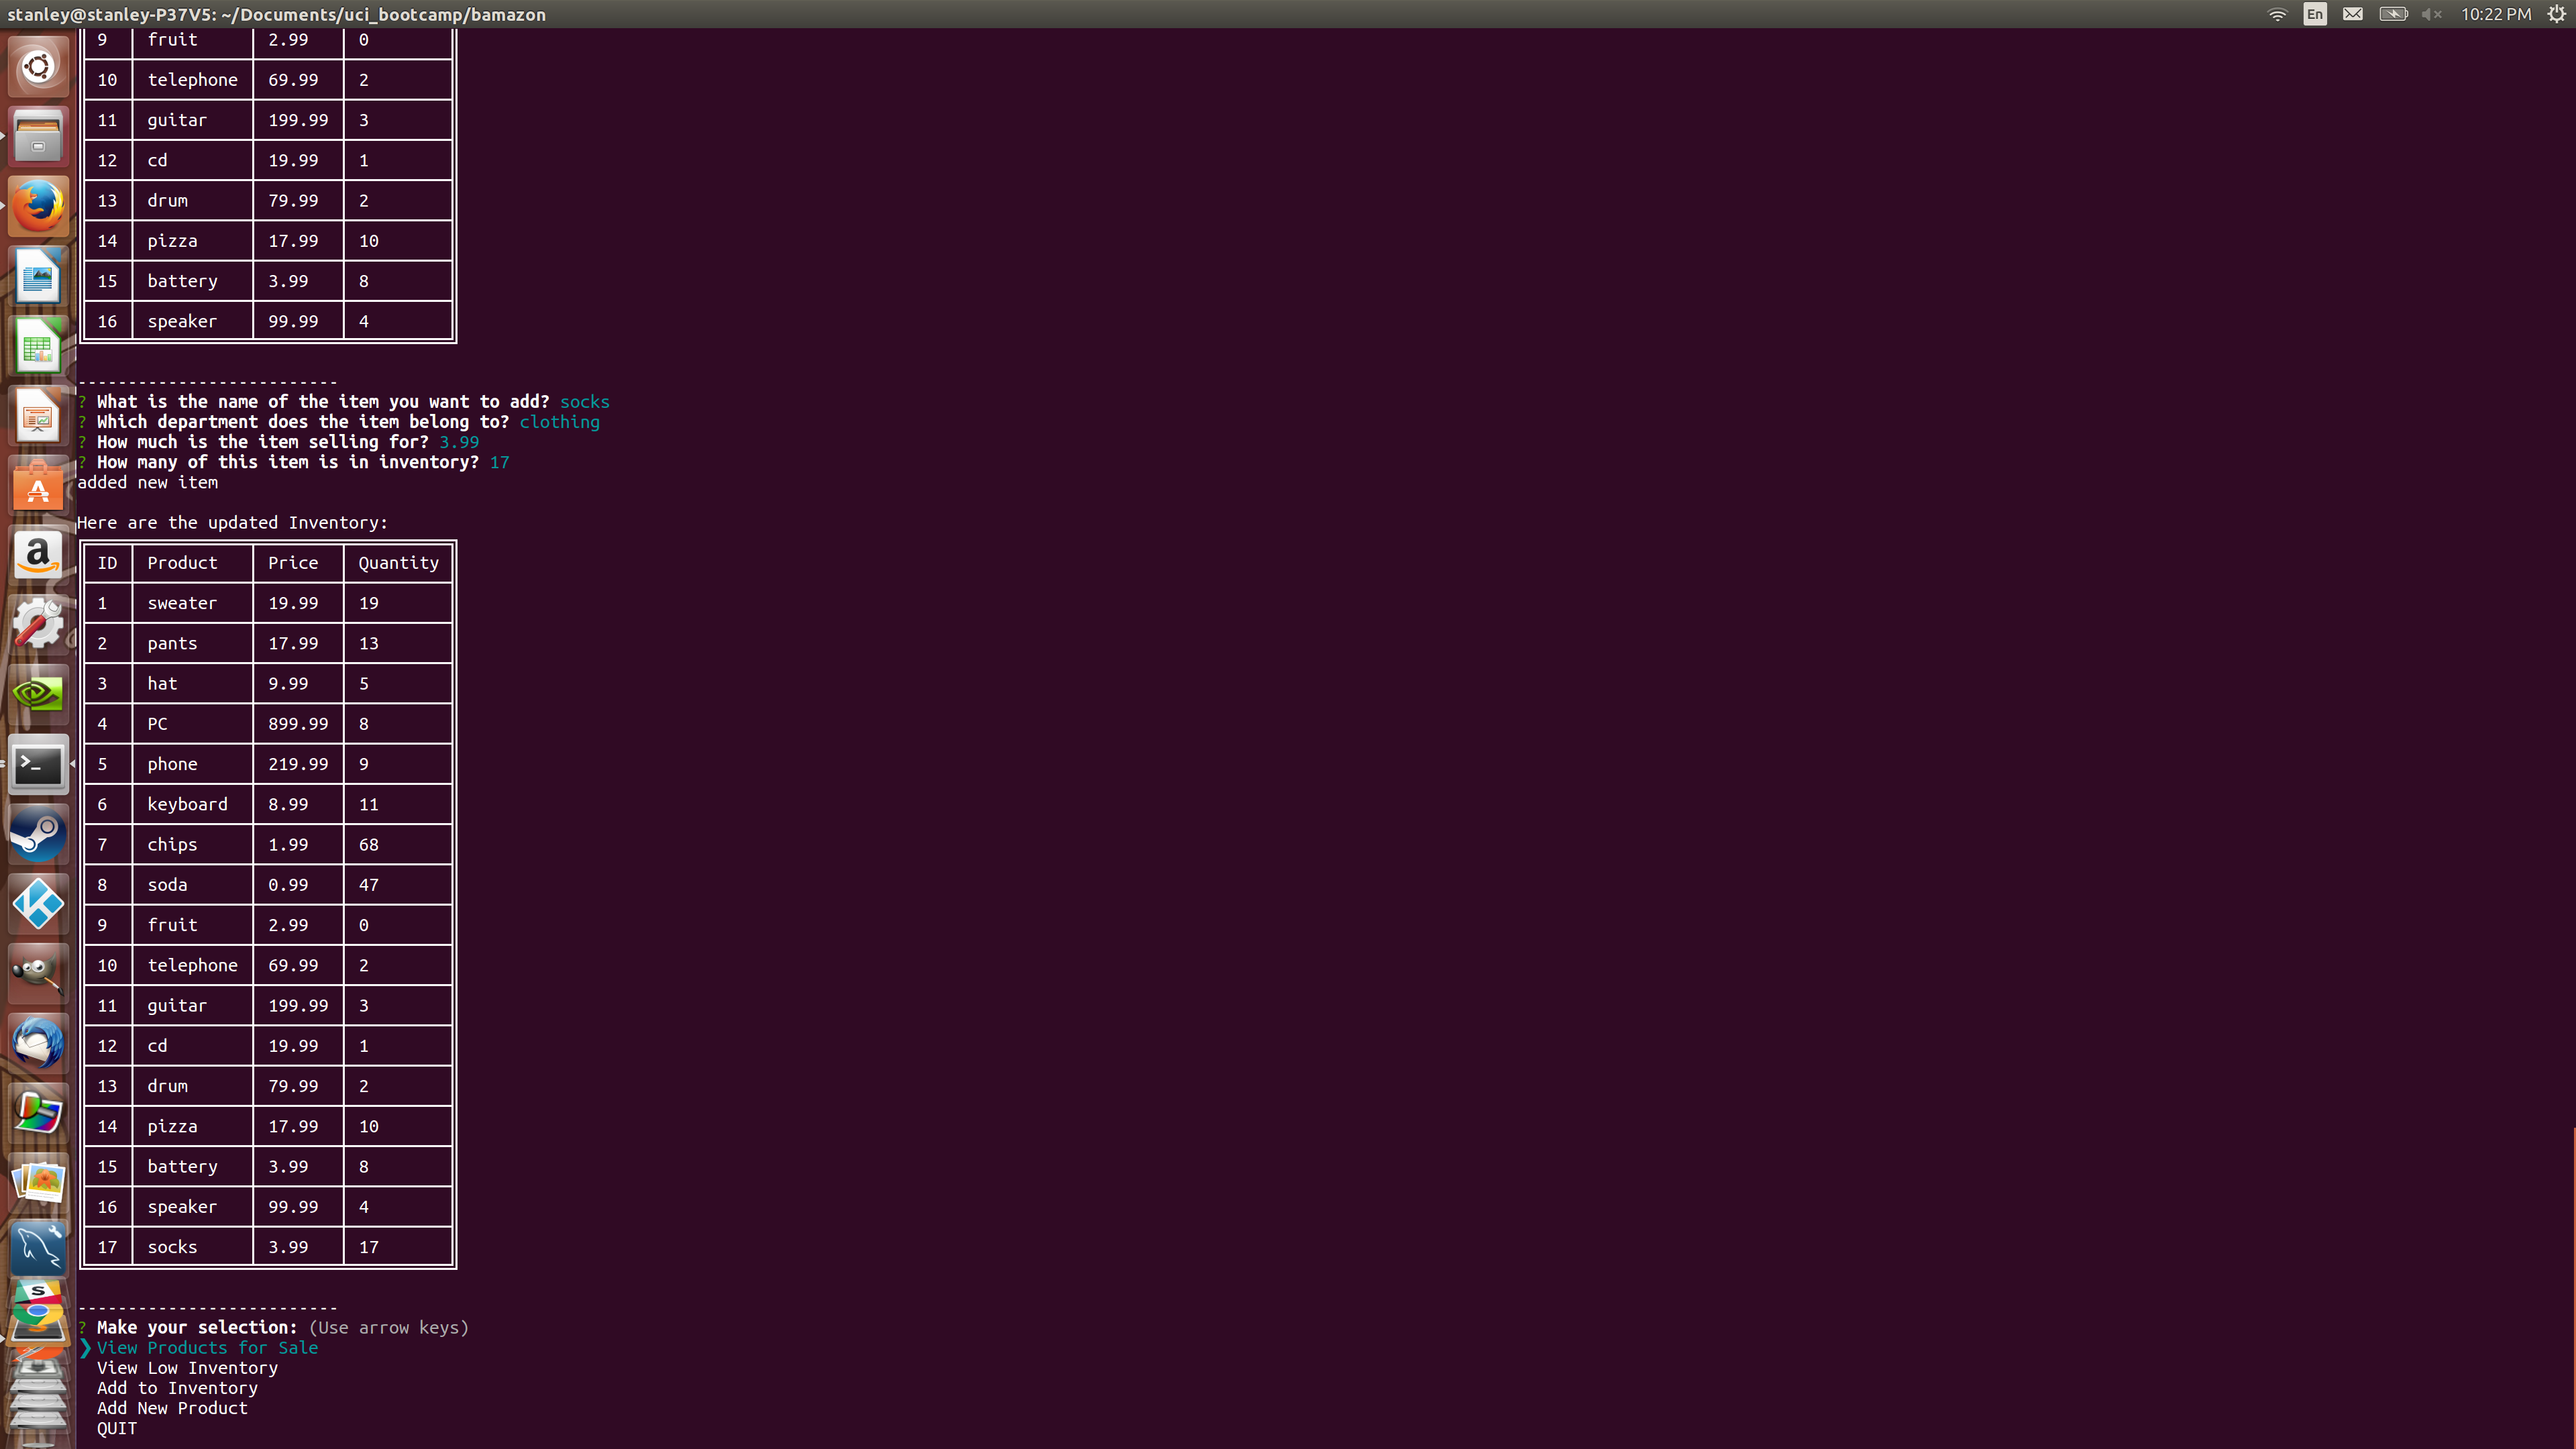 stanley@stanley-P37V5: ~/Documents/uci_bootcamp/bamazon En 10:22 PM
9 fruit 2.99 0
10 telephone 69.99 2
11 guitar 199.99 3
12 cd 19.99 1
13 drum 79.99 2
14 pizza 17.99 10
15 battery 3.99 8
16 speaker 99.99 4
--------------------------
? What is the name of the item you want to add? socks
? Which department does the item belong to? clothing
? How much is the item selling for? 3.99
? How many of this item is in inventory? 17
added new item
Here are the updated Inventory:
ID Product Price Quantity
1 sweater 19.99 19
2 pants 17.99 13
3 hat 9.99 5
4 PC 899.99 8
5 phone 219.99 9
6 keyboard 8.99 11
7 chips 1.99 68
8 soda 0.99 47
9 fruit 2.99 0
10 telephone 69.99 2
11 guitar 199.99 3
12 cd 19.99 1
13 drum 79.99 2
14 pizza 17.99 10
15 battery 3.99 8
16 speaker 99.99 4
17 socks 3.99 17
--------------------------
? Make your selection: (Use arrow keys)
❯ View Products for Sale
View Low Inventory
Add to Inventory
Add New Product
QUIT